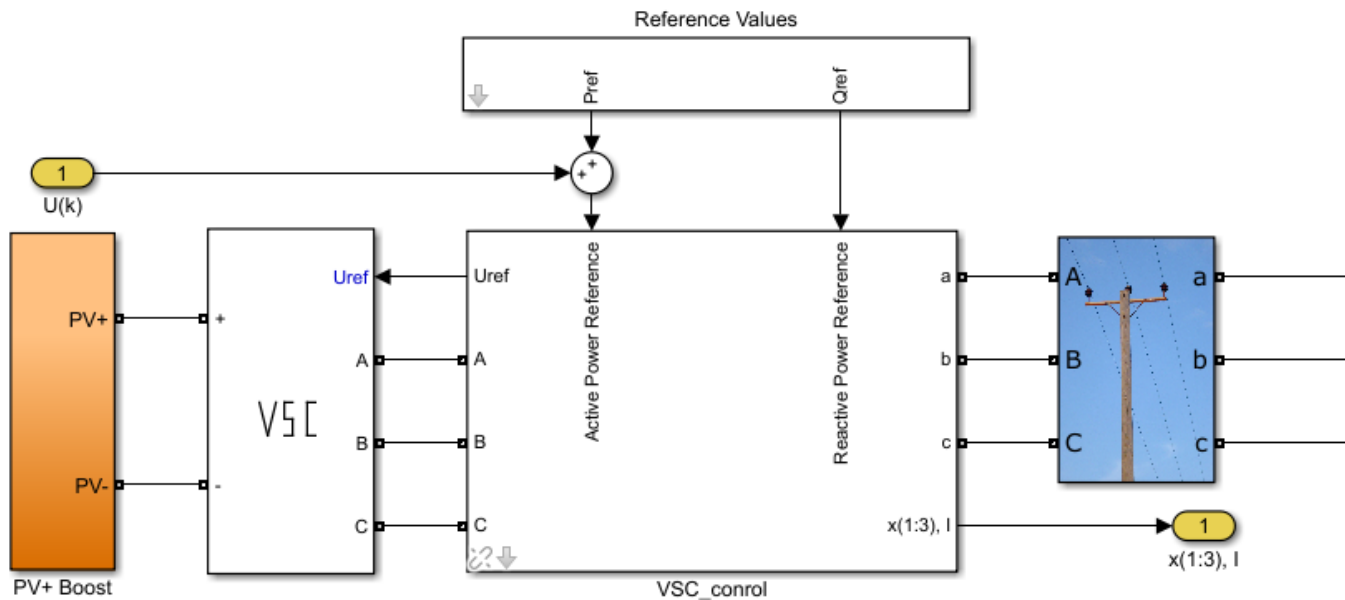 Reference Values
Pref
Qref
1
U(k)
+
+
PV+
PV-
PV+ Boost
+
-
VSC
Uref
A
B
C
Uref
A
B
C
Active Power Reference
Reactive Power Reference
a
b
c
x(1:3), I
VSC_conrol
A
B
C
a
b
c
1
x(1:3), I